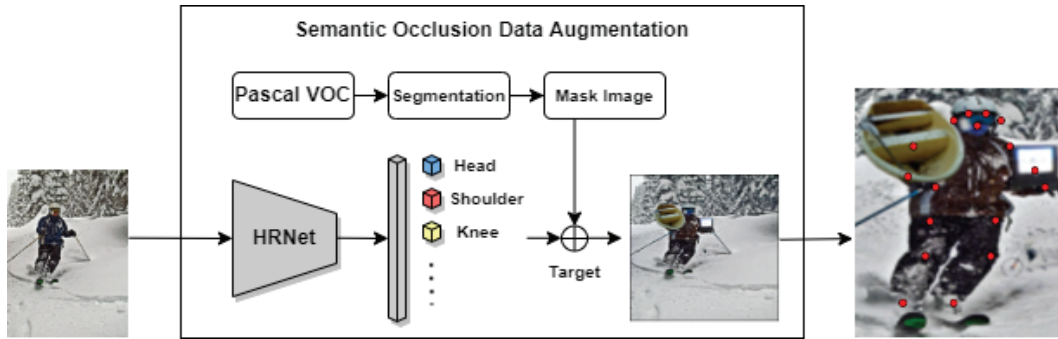 Semantic Occlusion Data Augmentation
Pascal VOC
Segmentation
Mask Image
Head
Shoulder
Knee
HRNet
Target